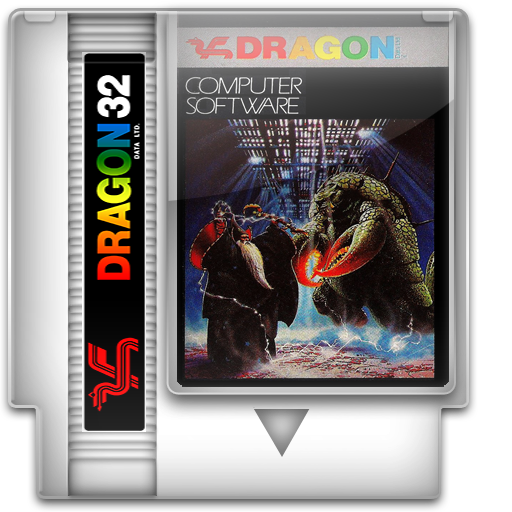 DRAGON 32
DATA LTD.
DRAGON
COMPUTER
SOFTWARE